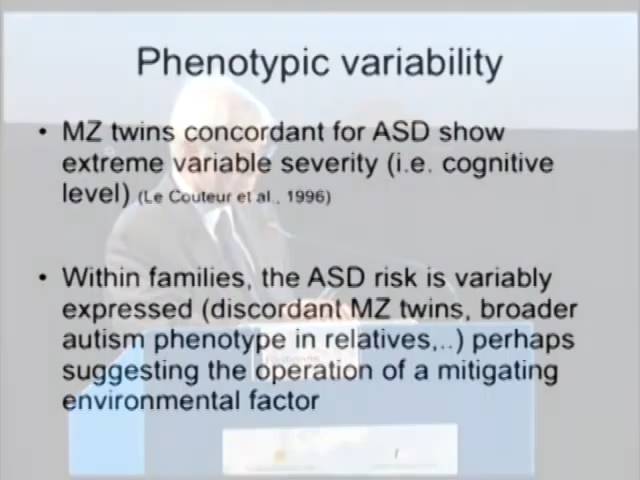 Phenotypic variability
• MZ twins concordant for ASD show
extreme variable severity (i.e. cognitive
level) (Le Couteur et al., 1996)
• Within families, the ASD risk is variably
expressed (discordant MZ twins, broader
autism phenotype in relatives,..) perhaps
suggesting the operation of a mitigating
environmental factor